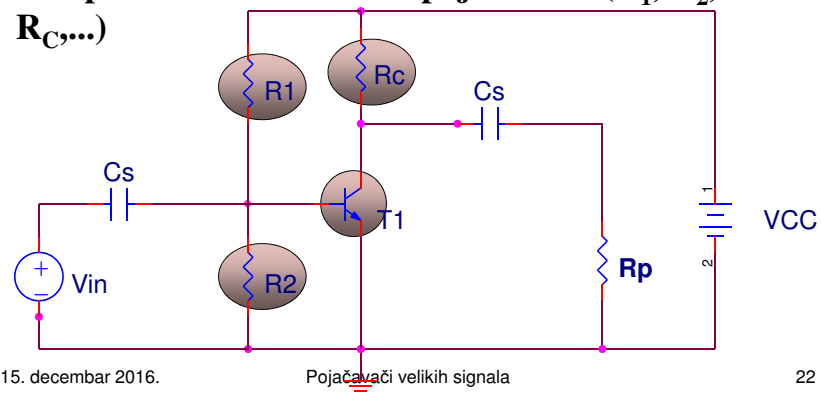 R_C,...)
R1
Rc
Cs
Cs
1
T1
VCC
2
Vin
R2
Rp
15. decembar 2016.
Pojačavači velikih signala
22